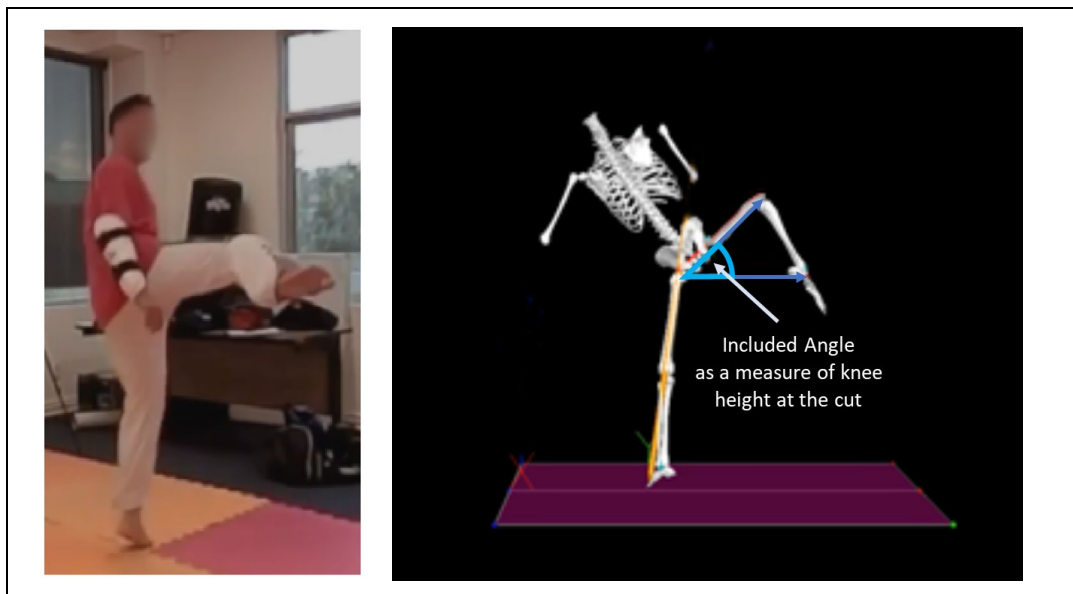 Included Angle
as a measure of knee
height at the cut